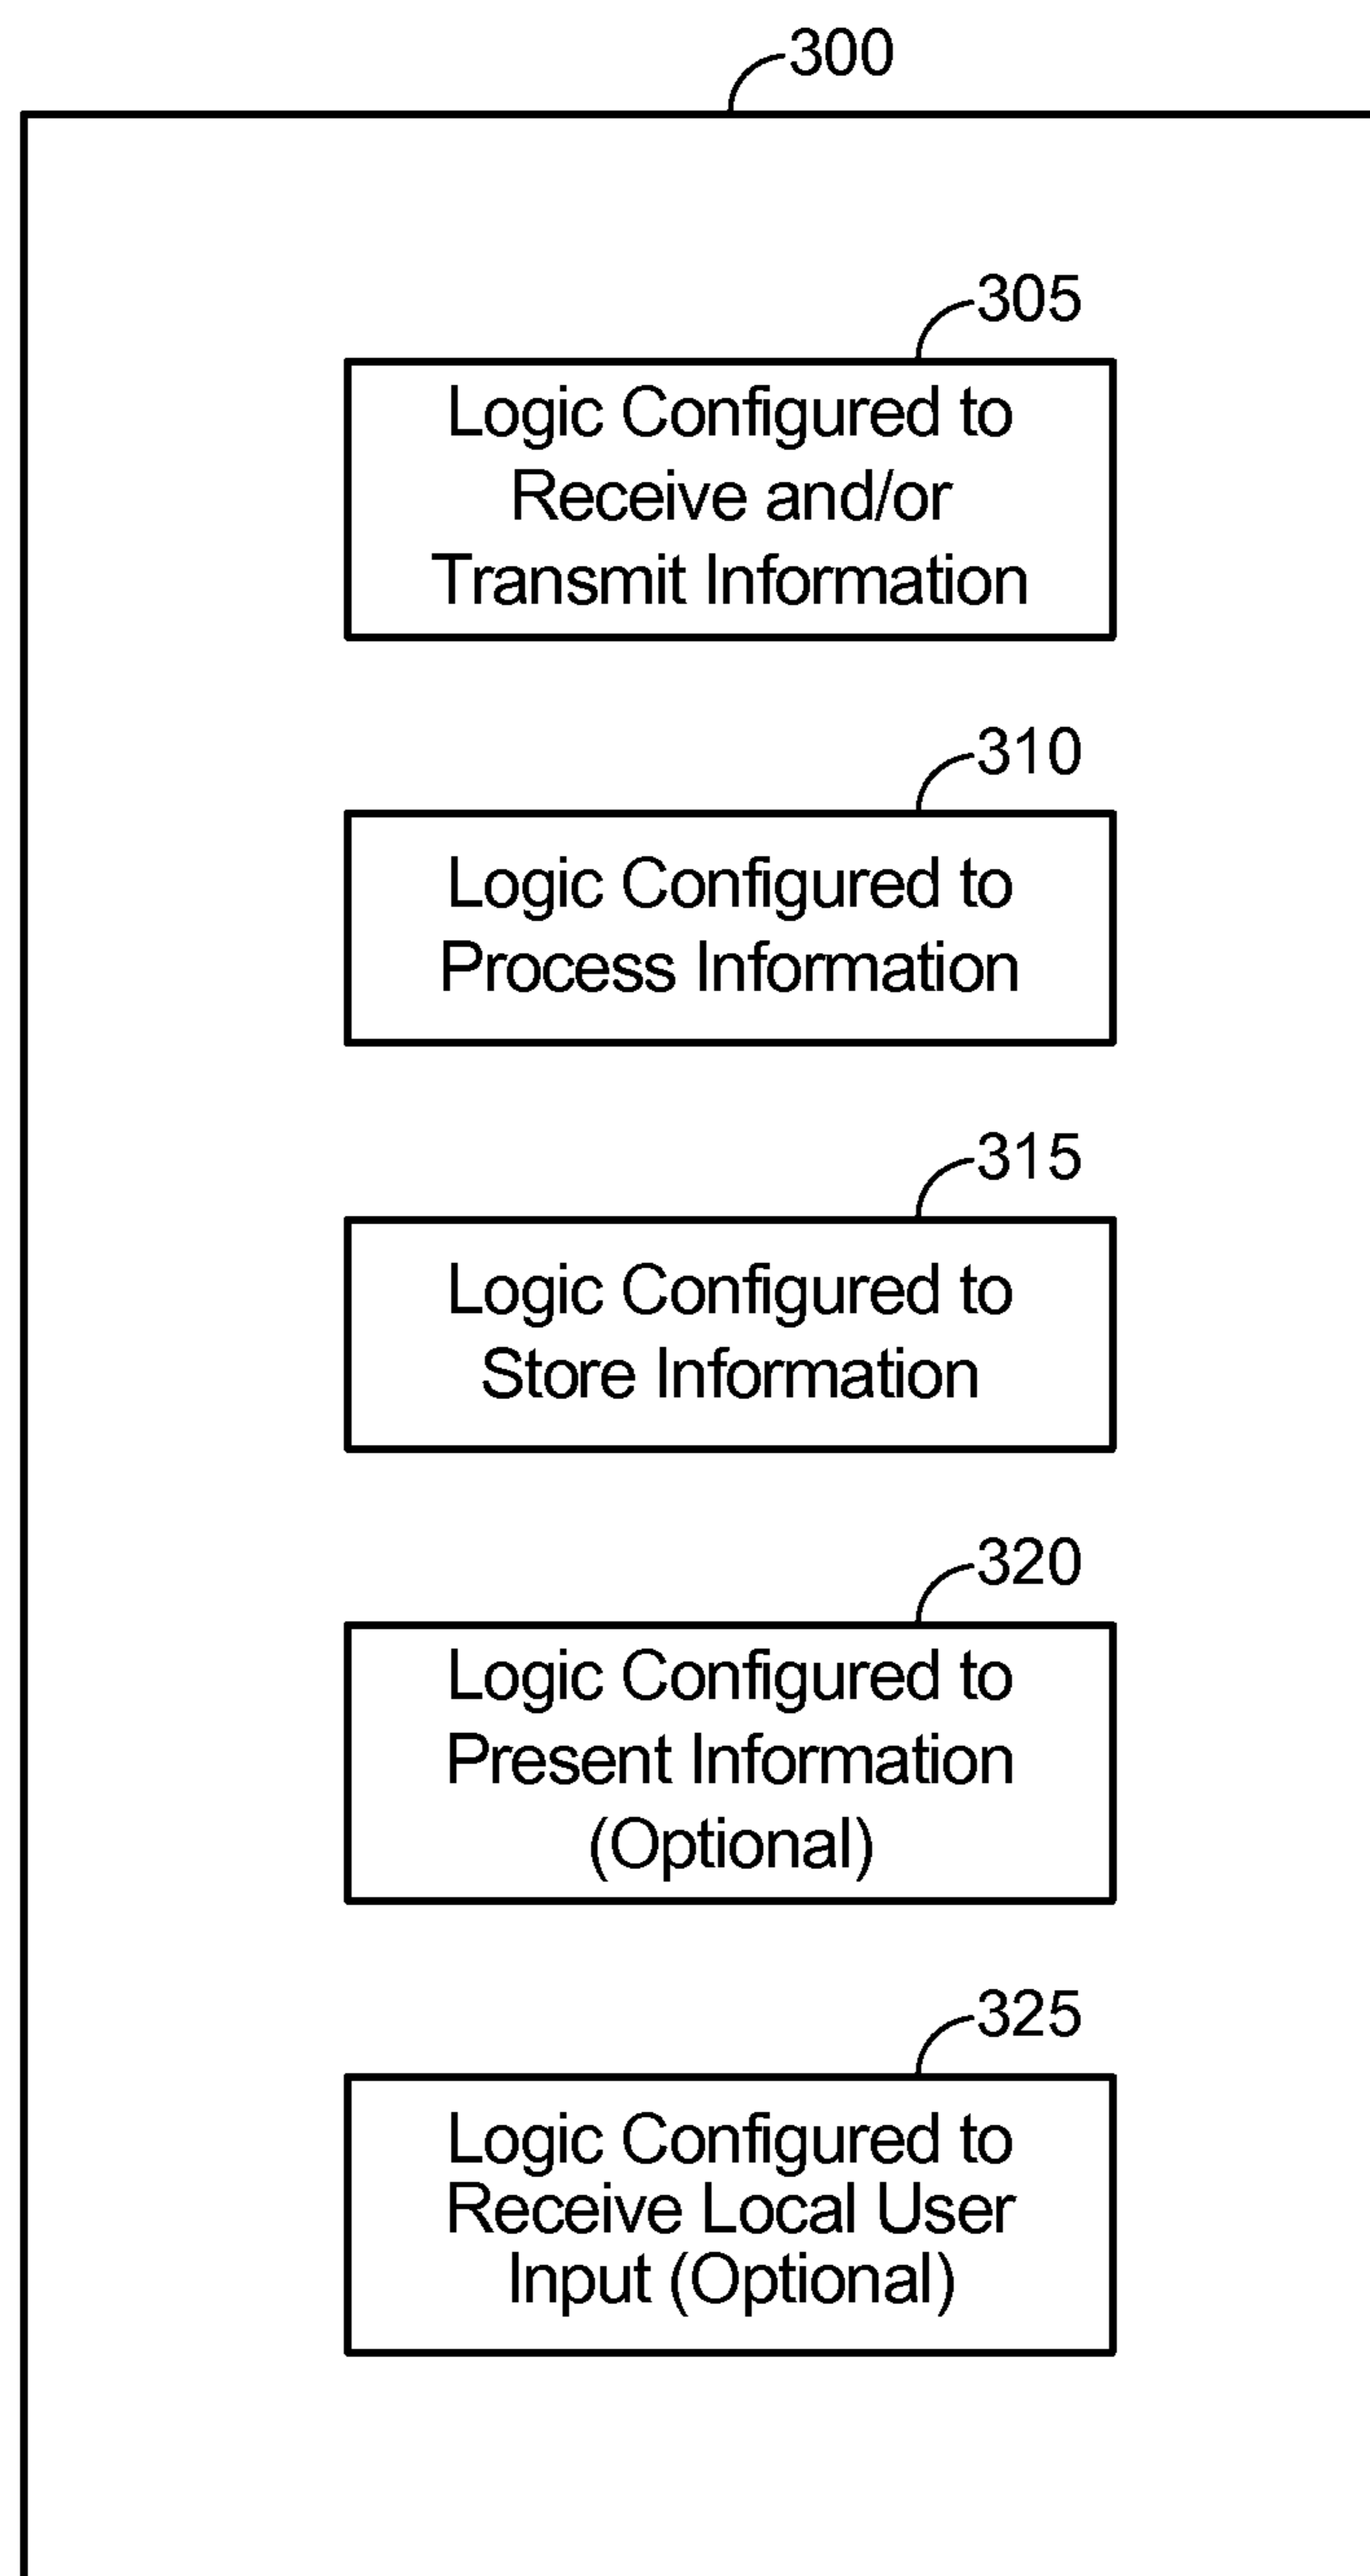 300
305
Logic Configured to
Receive and/or
Transmit Information
310
Logic Configured to
Process Information
315
Logic Configured to
Store Information
320
Logic Configured to
Present Information
(Optional)
325
Logic Configured to
Receive Local User
Input (Optional)